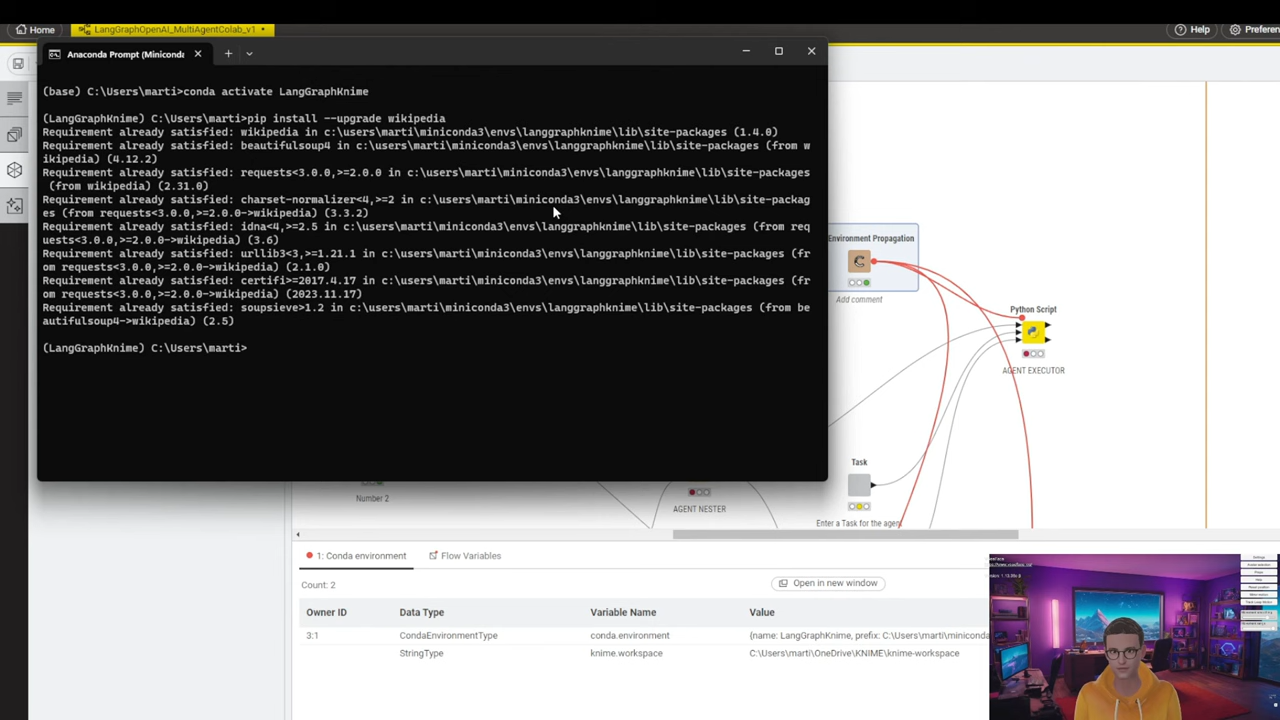 Home
LangGraphOpenAI_MultiAgentColab_v1
Help
Preferen
Anaconda Prompt (Miniconda
(base) C:\Users\marti>conda activate LangGraphKnime
(LangGraphKnime) C:\Users\marti>pip install --upgrade wikipedia
Requirement already satisfied: wikipedia in c:\users\marti\miniconda3\envs\langgraphknime\lib\site-packages (1.4.0)
Requirement already satisfied: beautifulsoup4 in c:\users\marti\miniconda3\envs\langgraphknime\lib\site-packages (from w
ikipedia) (4.12.2)
Requirement already satisfied: requests<3.0.0,>=2.0.0 in c:\users\marti\miniconda3\envs\langgraphknime\lib\site-packages
(from wikipedia) (2.31.0)
Requirement already satisfied: charset-normalizer<4,>=2 in c:\users\marti\miniconda3\envs\langgraphknime\lib\site-packag
es (from requests<3.0.0,>=2.0.0->wikipedia) (3.3.2)
Requirement already satisfied: idna<4,>=2.5 in c:\users\marti\miniconda3\envs\langgraphknime\lib\site-packages (from req
uests<3.0.0,>=2.0.0->wikipedia) (3.6)
Requirement already satisfied: urllib3<3,>=1.21.1 in c:\users\marti\miniconda3\envs\langgraphknime\lib\site-packages (fr
om requests<3.0.0,>=2.0.0->wikipedia) (2.1.0)
Requirement already satisfied: certifi>=2017.4.17 in c:\users\marti\miniconda3\envs\langgraphknime\lib\site-packages (fr
om requests<3.0.0,>=2.0.0->wikipedia) (2023.11.17)
Requirement already satisfied: soupsieve>1.2 in c:\users\marti\miniconda3\envs\langgraphknime\lib\site-packages (from be
autifulsoup4->wikipedia) (2.5)
(LangGraphKnime) C:\Users\marti>
Environment Propagation
Add comment
Python Script
AGENT EXECUTOR
Task
Enter a Task for the agent
Number 2
AGENT NESTER
1: Conda environment
Flow Variables
Count: 2
Open in new window
Owner ID
Data Type
Variable Name
Value
3:1
CondaEnvironmentType
conda.environment
(name: LangGraphKnime, prefix: C:\Users\marti\miniconda
StringType
knime.workspace
C:\Users\marti\OneDrive\KNIME\knime-workspace